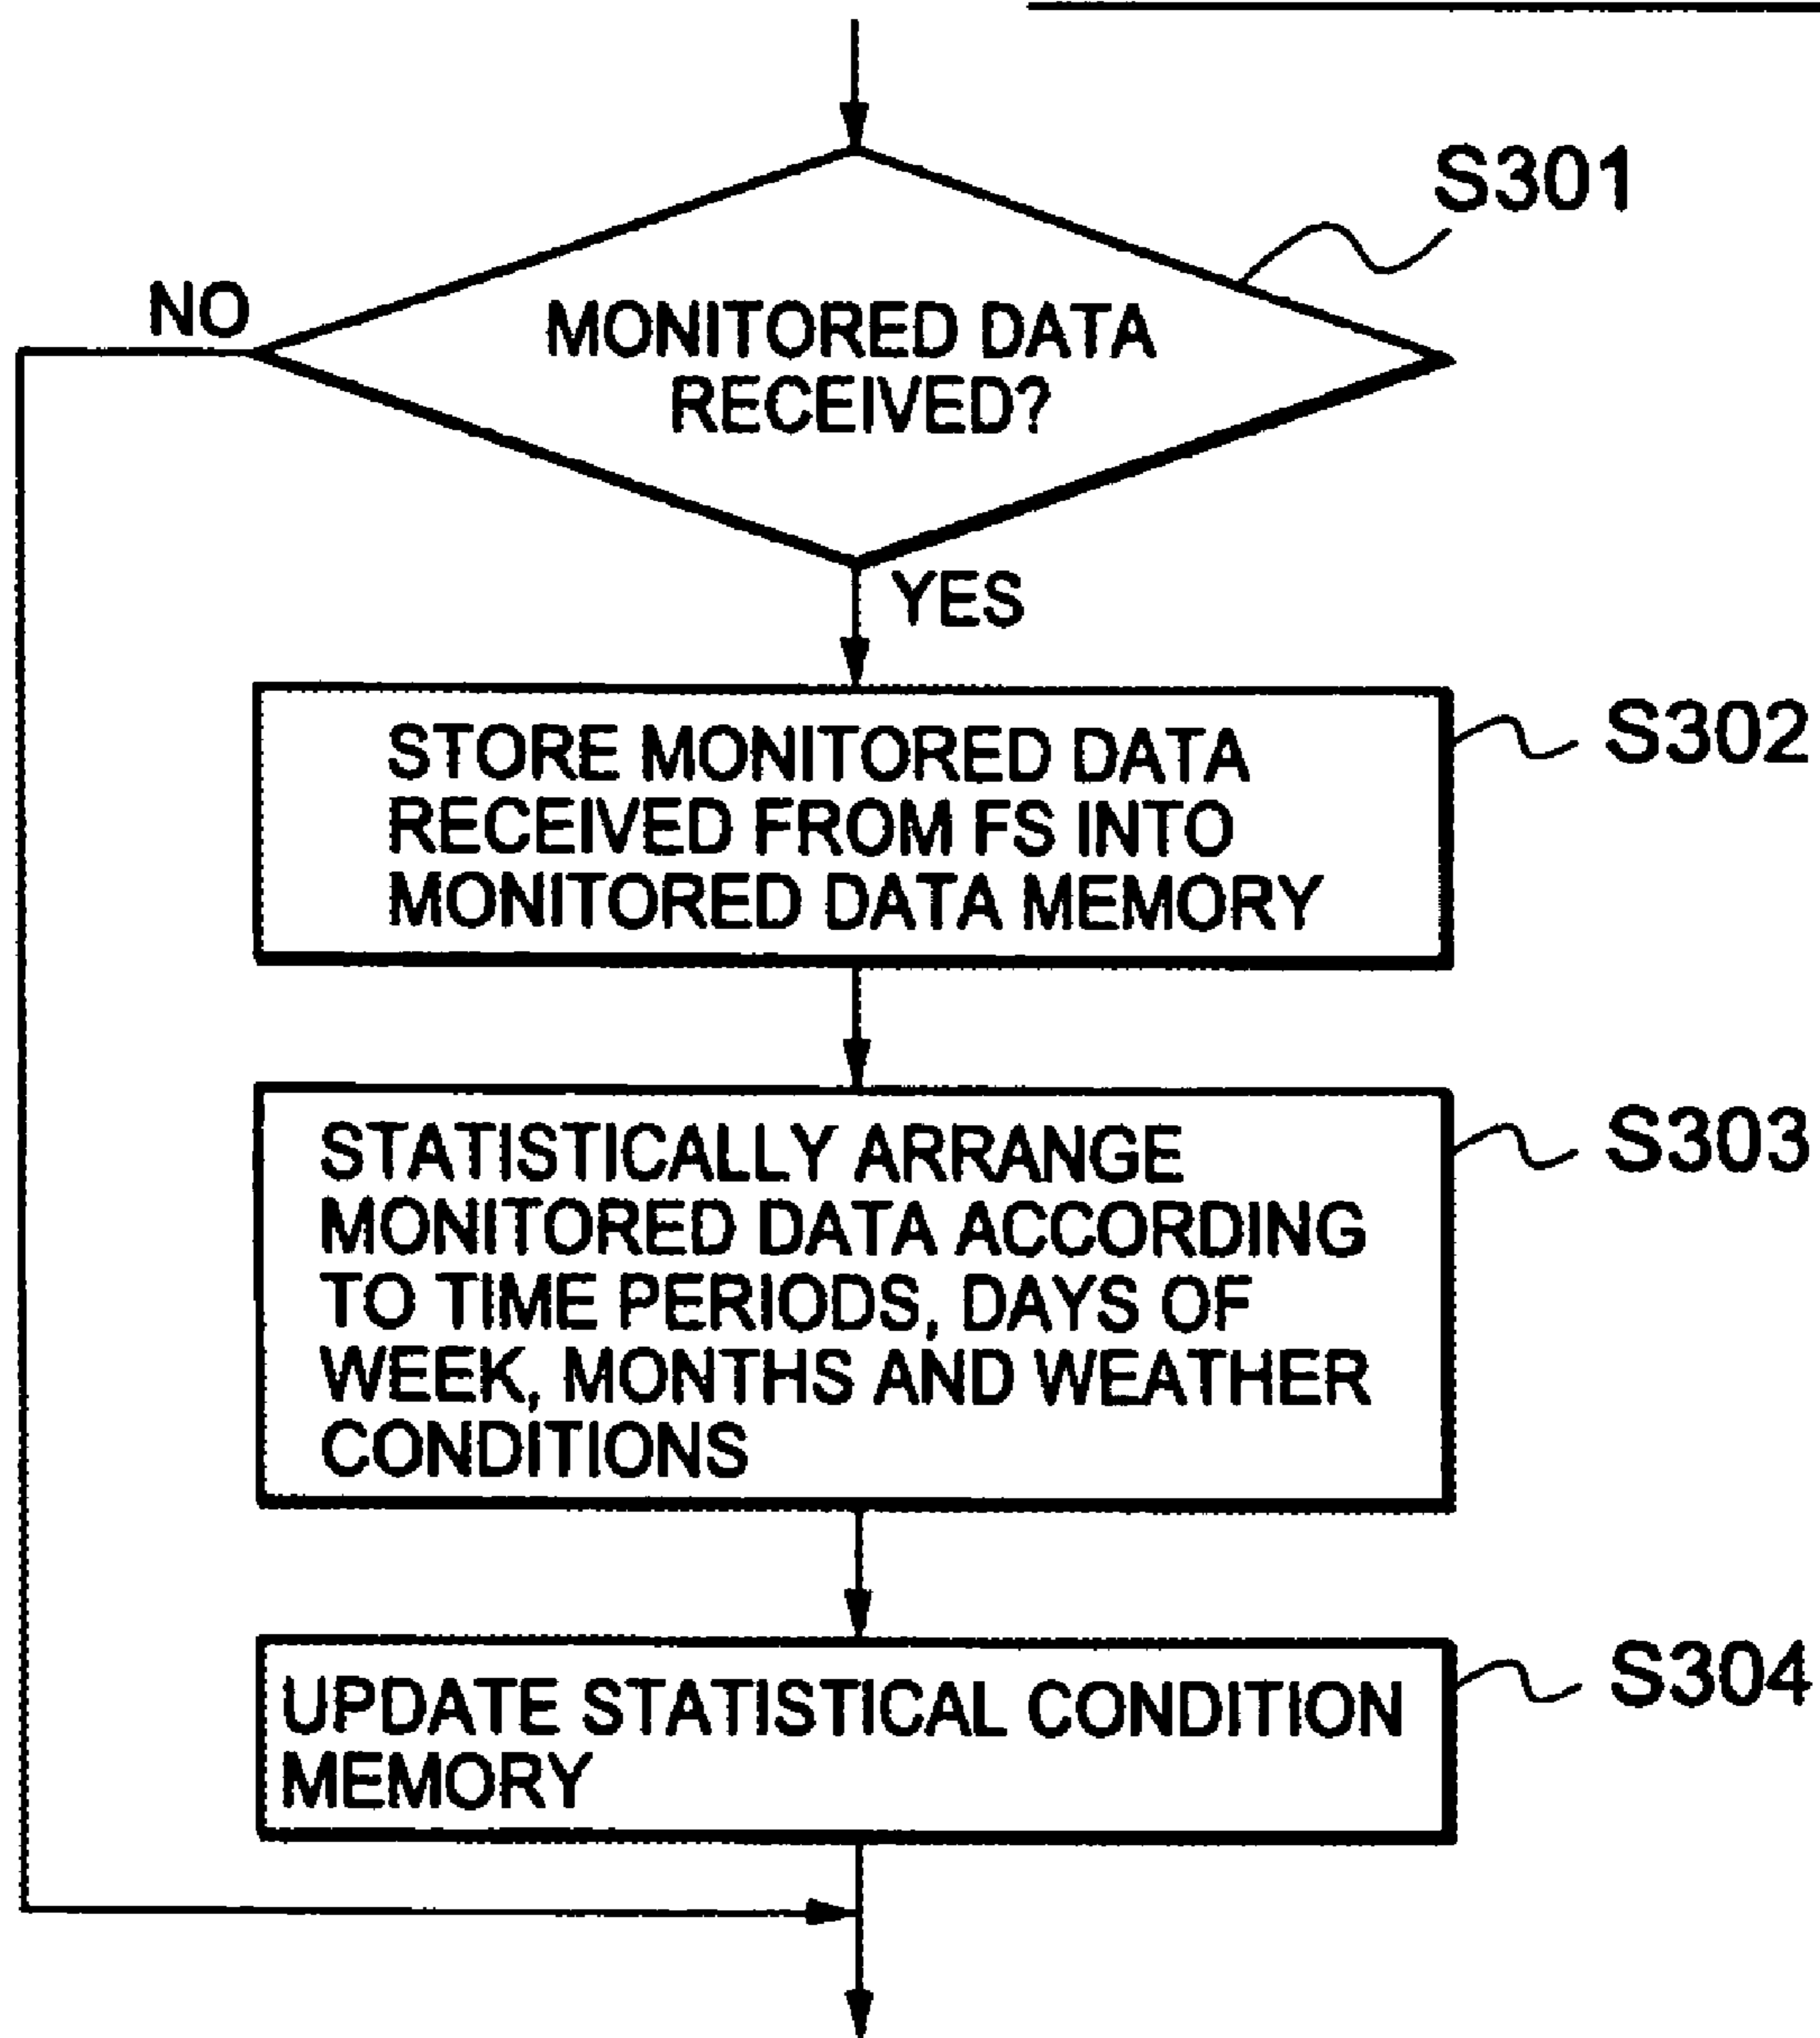 S301
NO
MONITORED DATA
RECEIVED?
YES
STORE MONITORED DATA
RECEIVED FROM FS INTO
MONITORED DATA MEMORY
S302
STATISTICALLY ARRANGE
MONITORED DATA ACCORDING
TO TIME PERIODS, DAYS OF
WEEK, MONTHS AND WEATHER
CONDITIONS
S303
UPDATE STATISTICAL CONDITION
MEMORY
S304